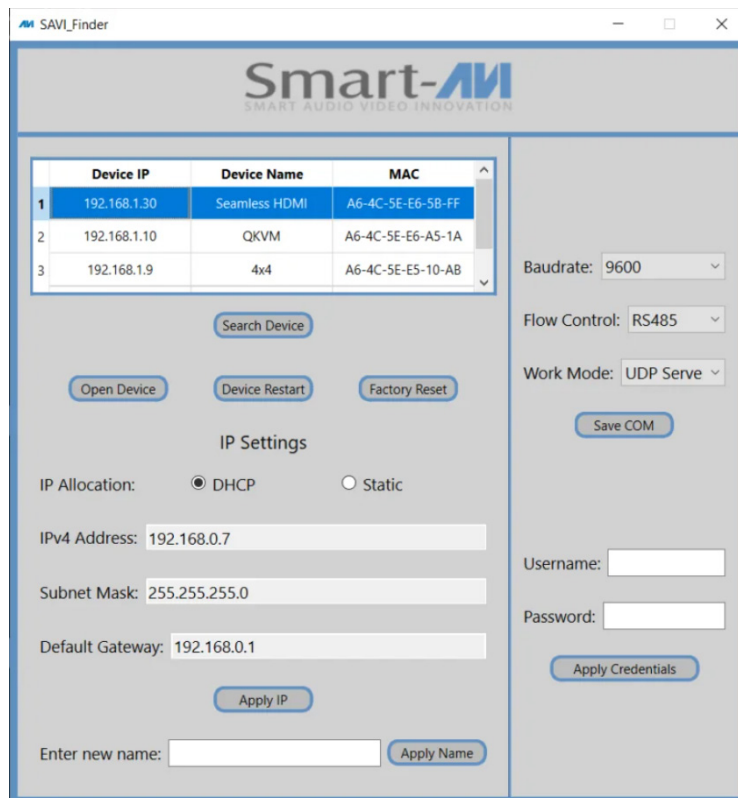 SAVI_Finder
Smart-AVI
SMART AUDIO VIDEO INNOVATION
Device IP Device Name MAC
1 192.168.1.30 Seamless HDMI A6-4C-5E-E6-5B-FF
2 192.168.1.10 QKVM A6-4C-5E-E6-A5-1A
3 192.168.1.9 4x4 A6-4C-5E-E5-10-AB
Search Device
Open Device Device Restart Factory Reset
IP Settings
IP Allocation: DHCP Static
IPv4 Address: 192.168.0.7
Subnet Mask: 255.255.255.0
Default Gateway: 192.168.0.1
Apply IP
Enter new name: Apply Name
Baudrate: 9600
Flow Control: RS485
Work Mode: UDP Serve
Save COM
Username:
Password:
Apply Credentials